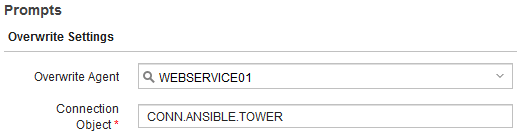 Prompts
Overwrite Settings
Overwrite Agent WEBSERVICE01
Connection
Object * CONN.ANSIBLE.TOWER